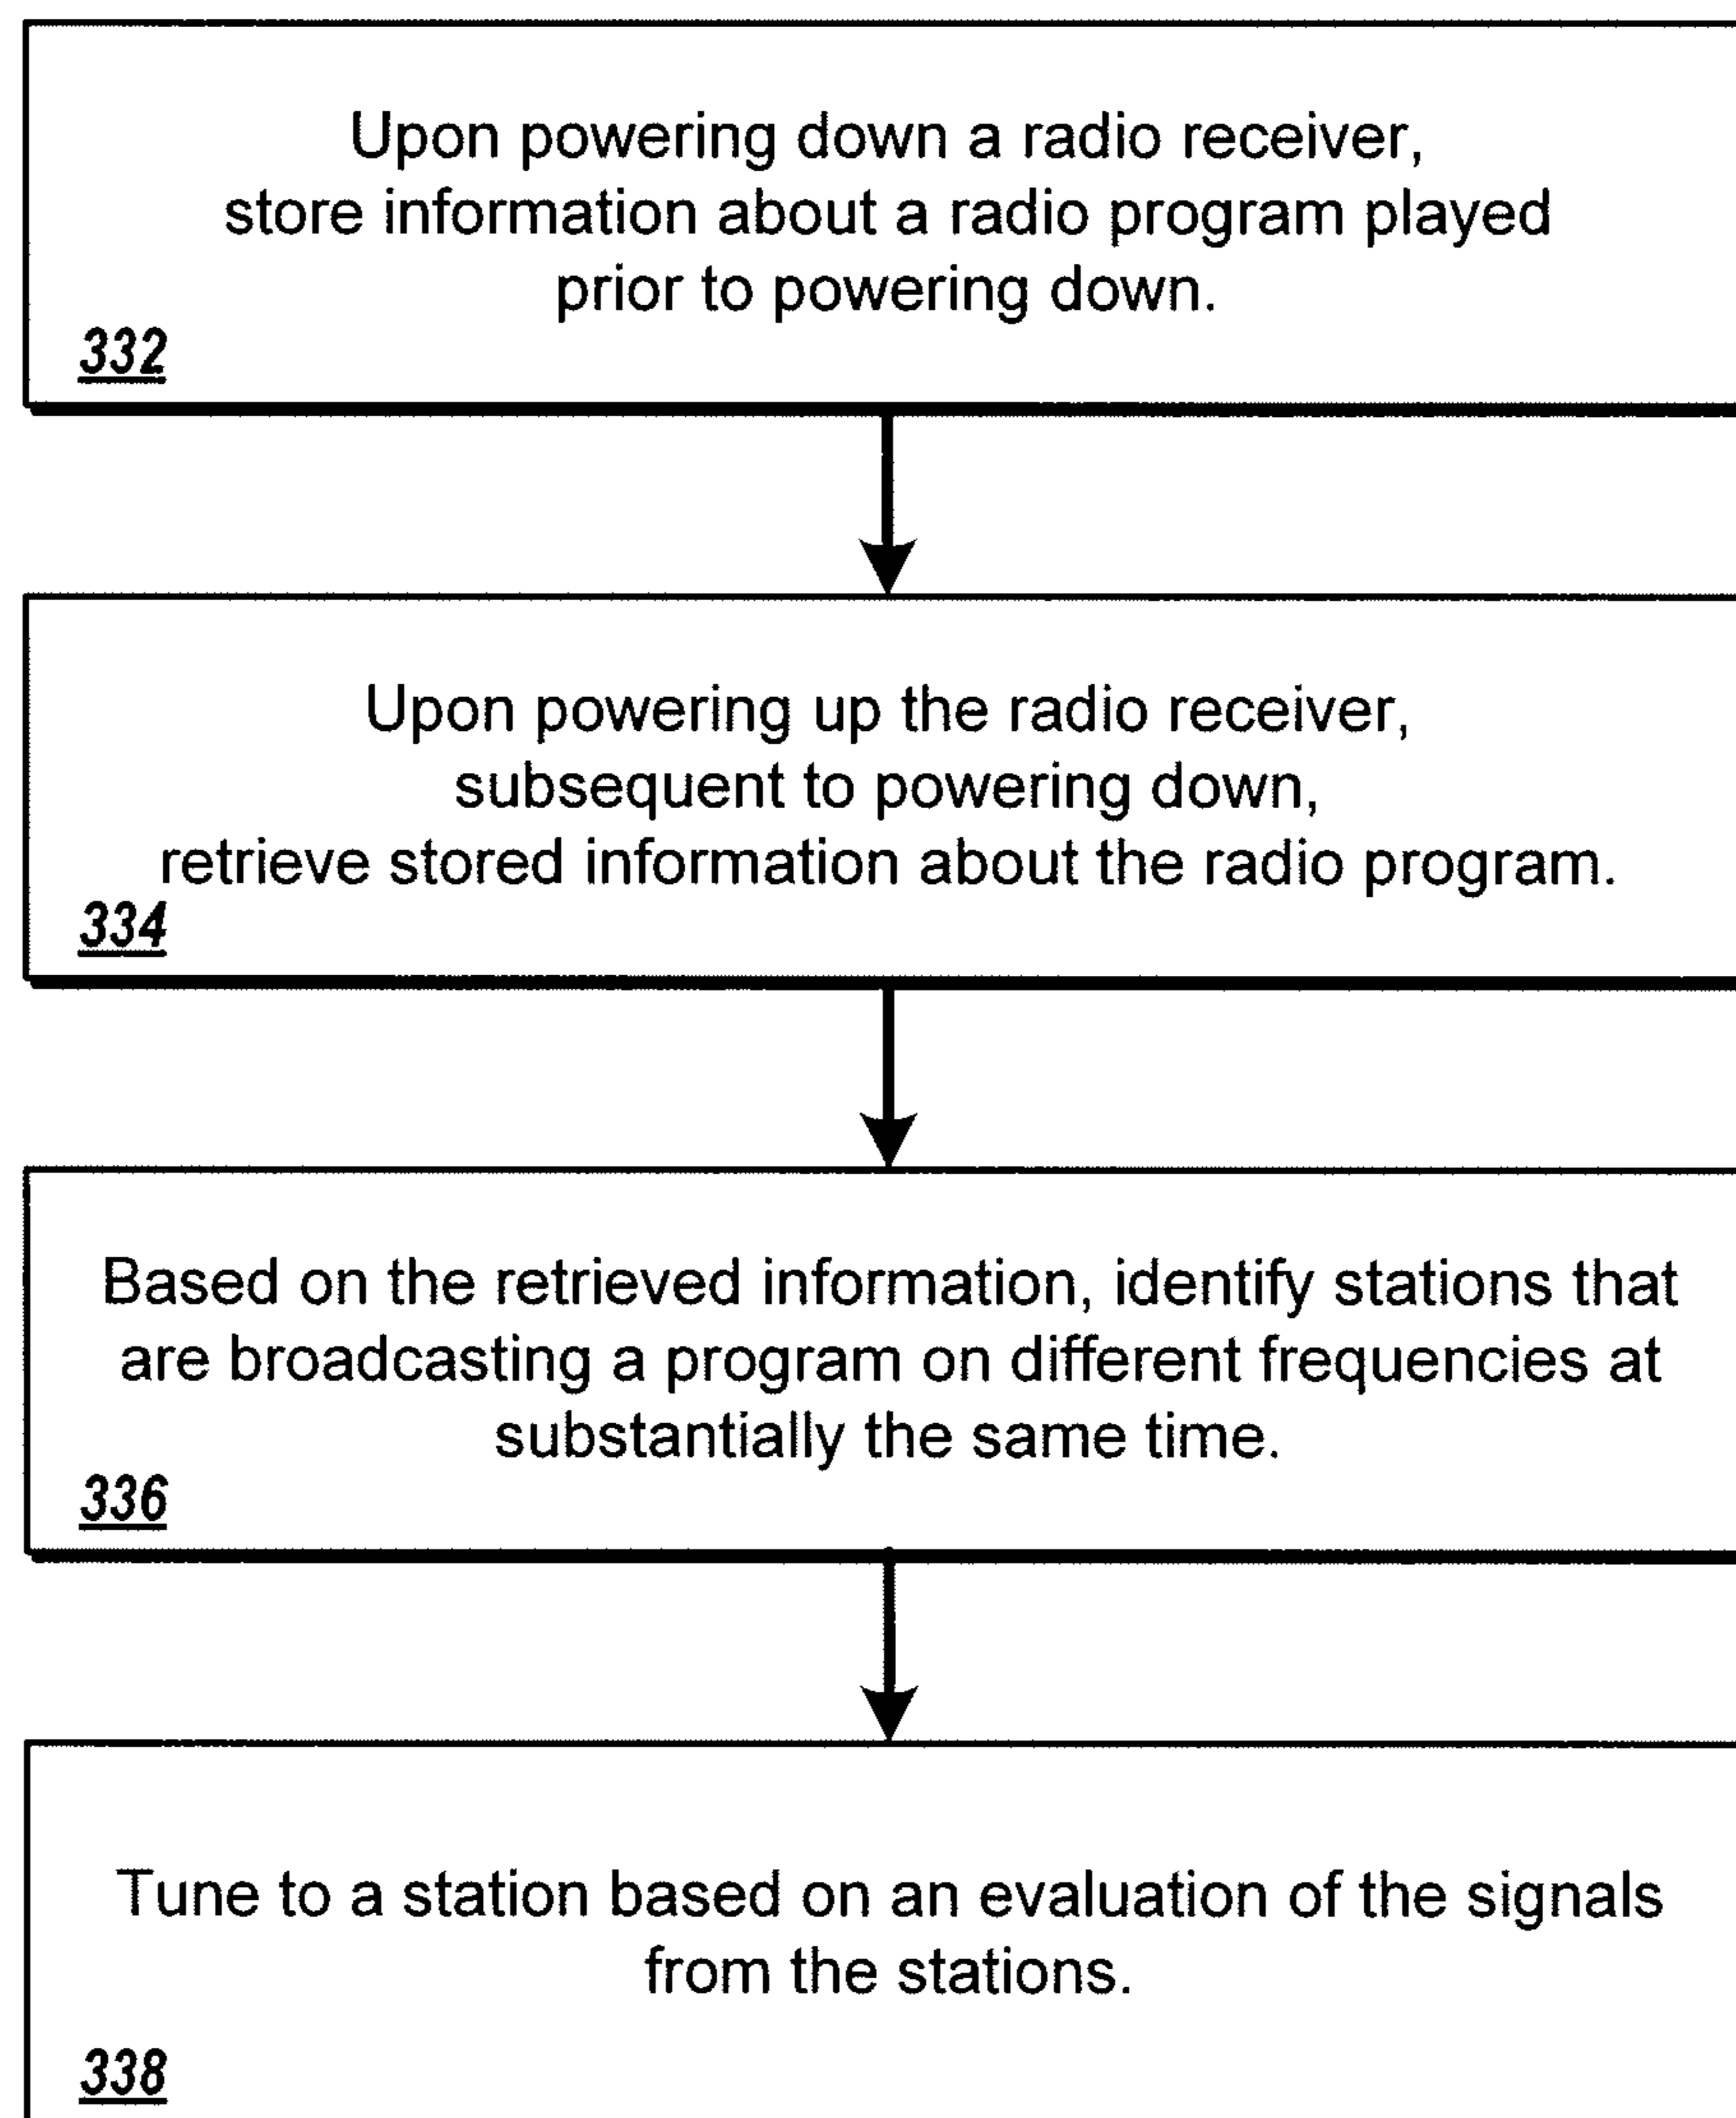 Upon powering down a radio receiver,
store information about a radio program played
prior to powering down.
332
Upon powering up the radio receiver,
subsequent to powering down,
retrieve stored information about the radio program.
334
Based on the retrieved information, identify stations that
are broadcasting a program on different frequencies at
substantially the same time.
336
Tune to a station based on an evaluation of the signals
from the stations.
338